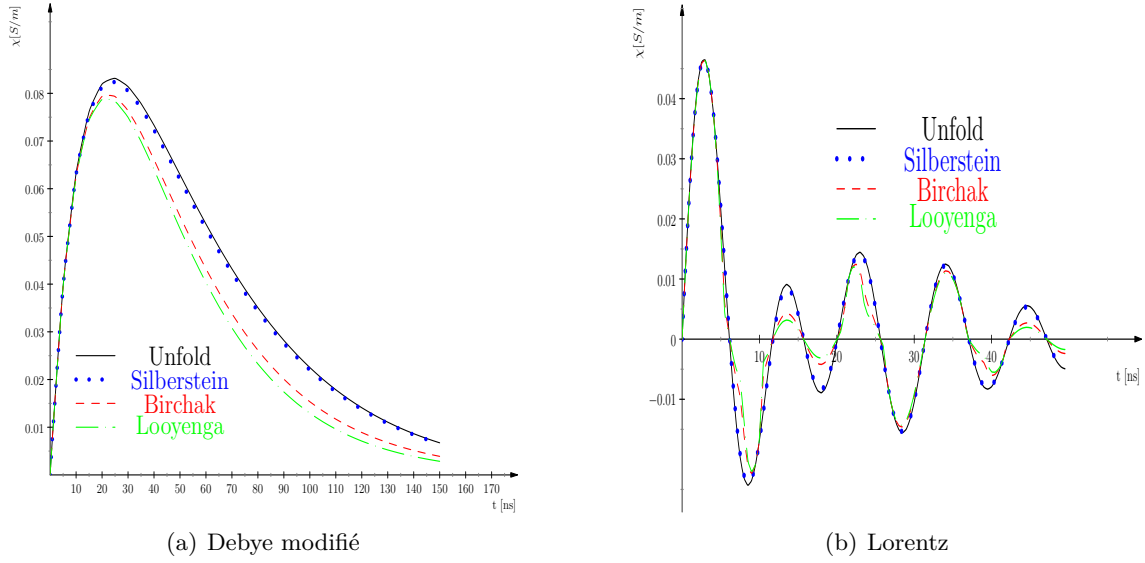 χ[S/m]
0.08
0.07
0.06
0.05
0.04
0.03
0.02
0.01
10 20 30 40 50 60 70 80 90 100 110 120 130 140 150 160 170
t [ns]
Unfold
Silberstein
Birchak
Looyenga
(a) Debye modifié
χ[S/m]
0.04
0.03
0.02
0.01
0
−0.01
10 20 30 40
t [ns]
Unfold
Silberstein
Birchak
Looyenga
(b) Lorentz